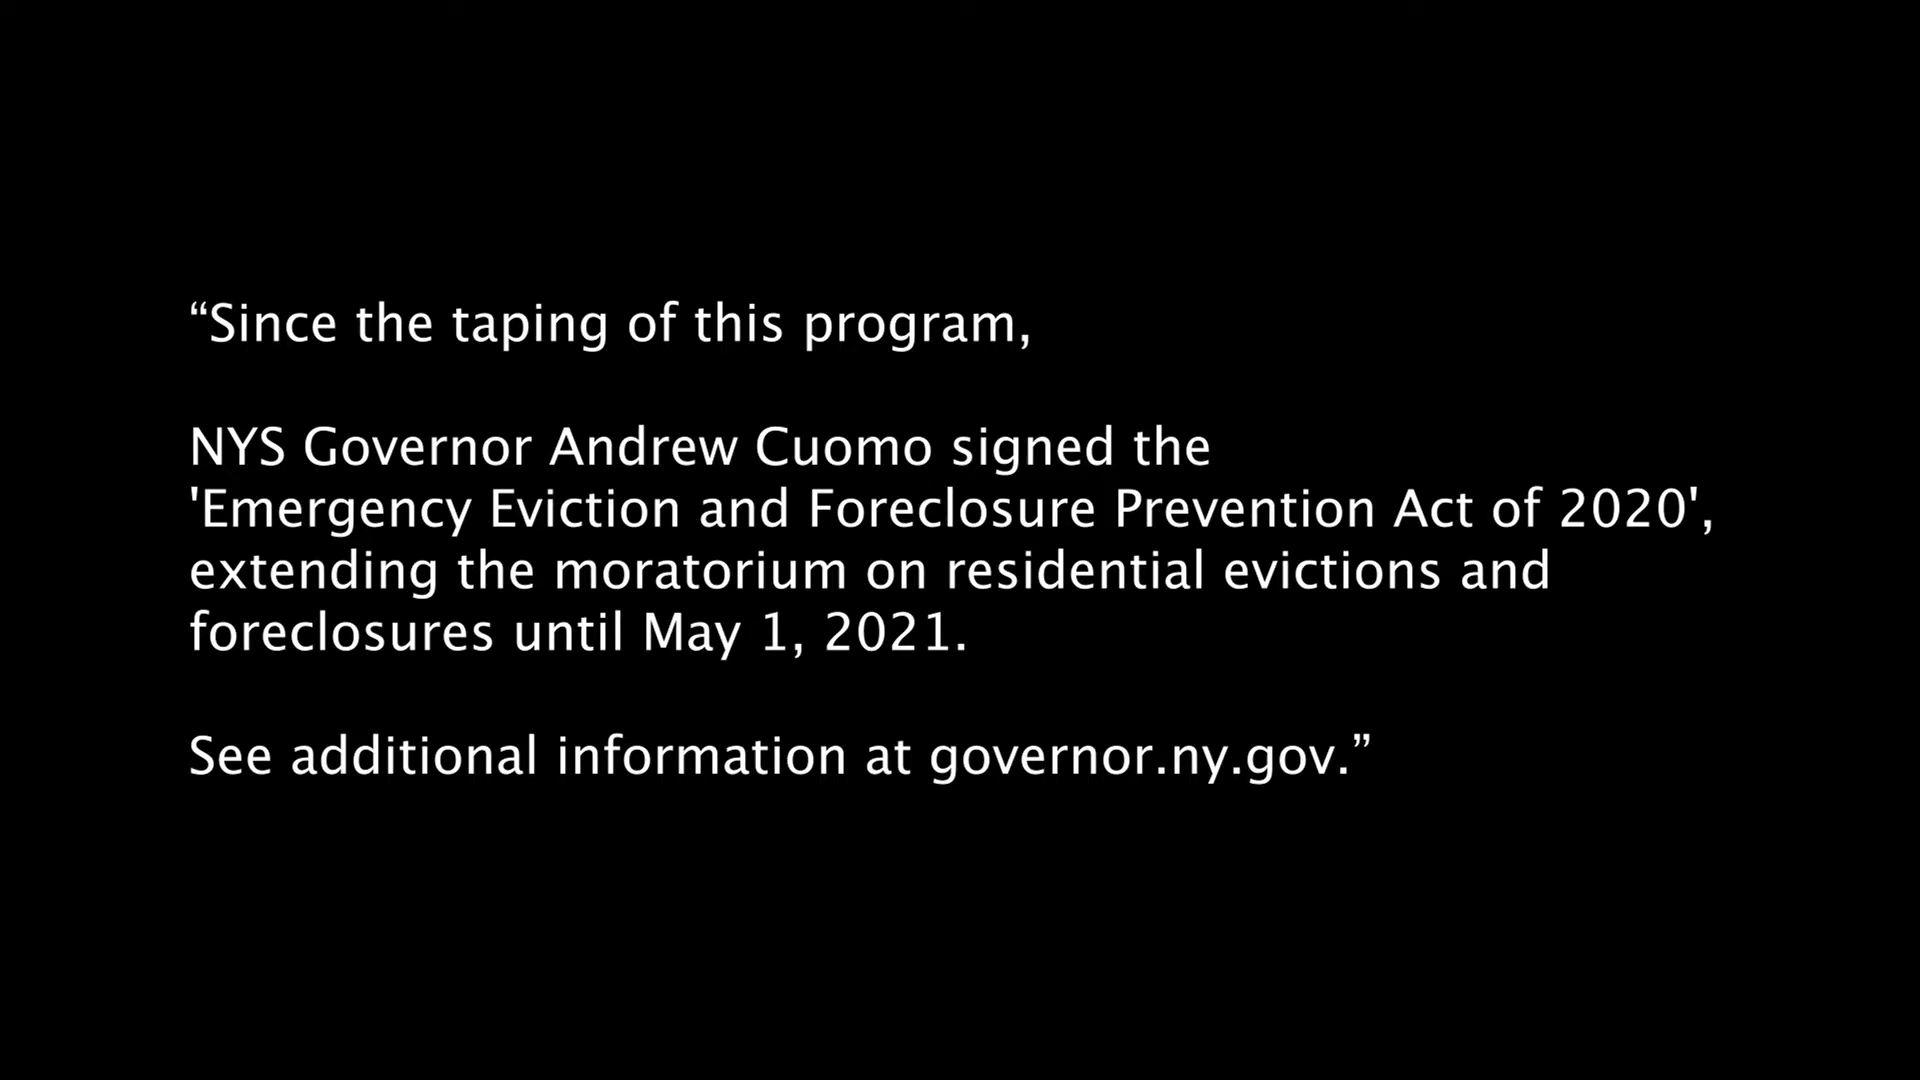 “Since the taping of this program,
NYS Governor Andrew Cuomo signed the
'Emergency Eviction and Foreclosure Prevention Act of 2020',
extending the moratorium on residential evictions and
foreclosures until May 1, 2021.
See additional information at governor.ny.gov.”